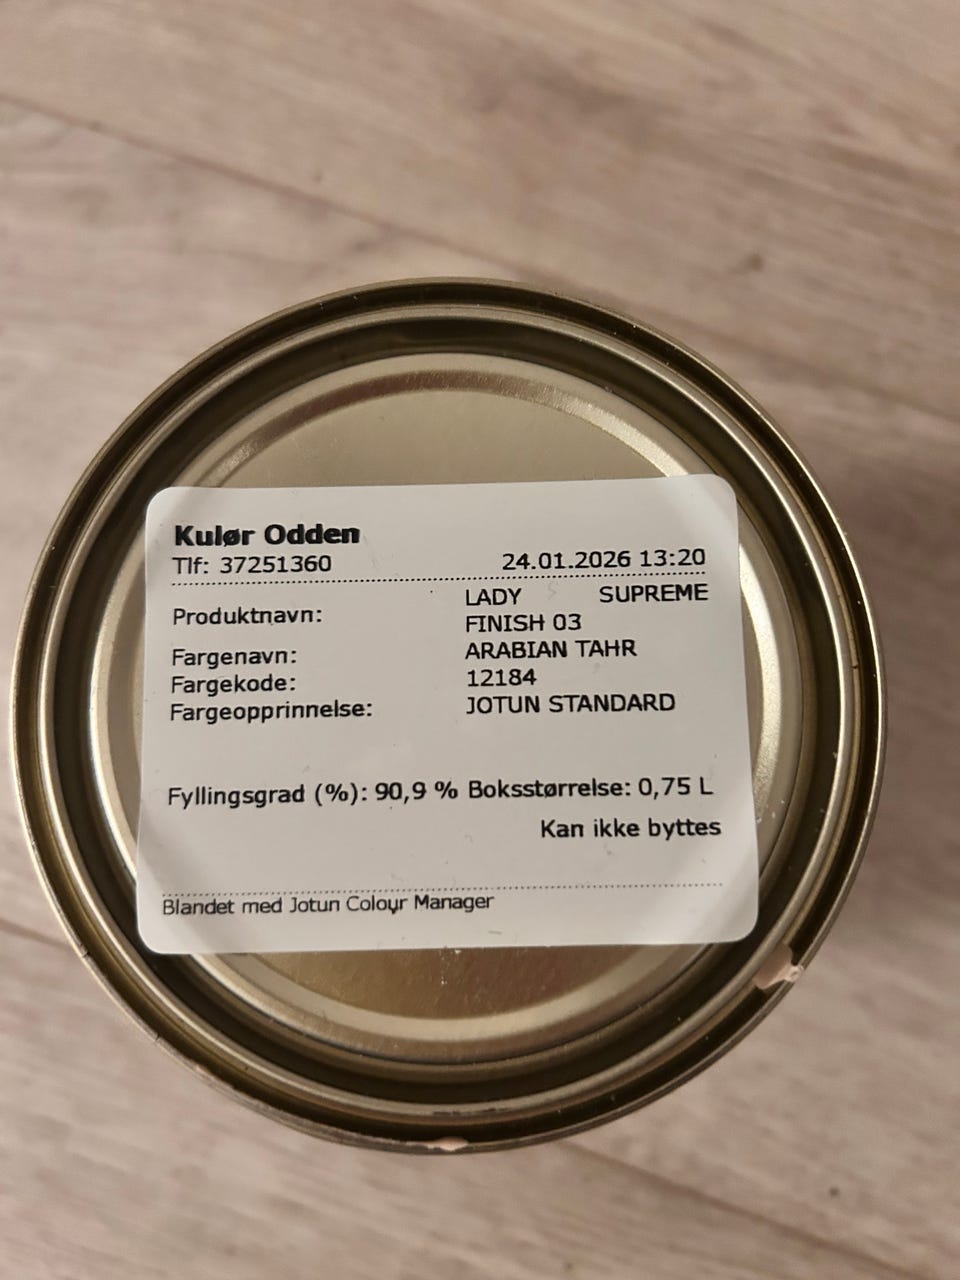 Kulør Odden
Tlf: 37251360 24.01.2026 13:20
Produktnavn: LADY SUPREME
FINISH 03
Fargenavn: ARABIAN TAHR
Fargekode: 12184
Fargeopprinnelse: JOTUN STANDARD
Fyllingsgrad (%): 90,9 % Boksstørrelse: 0,75 L
Kan ikke byttes
Blandet med Jotun Colour Manager